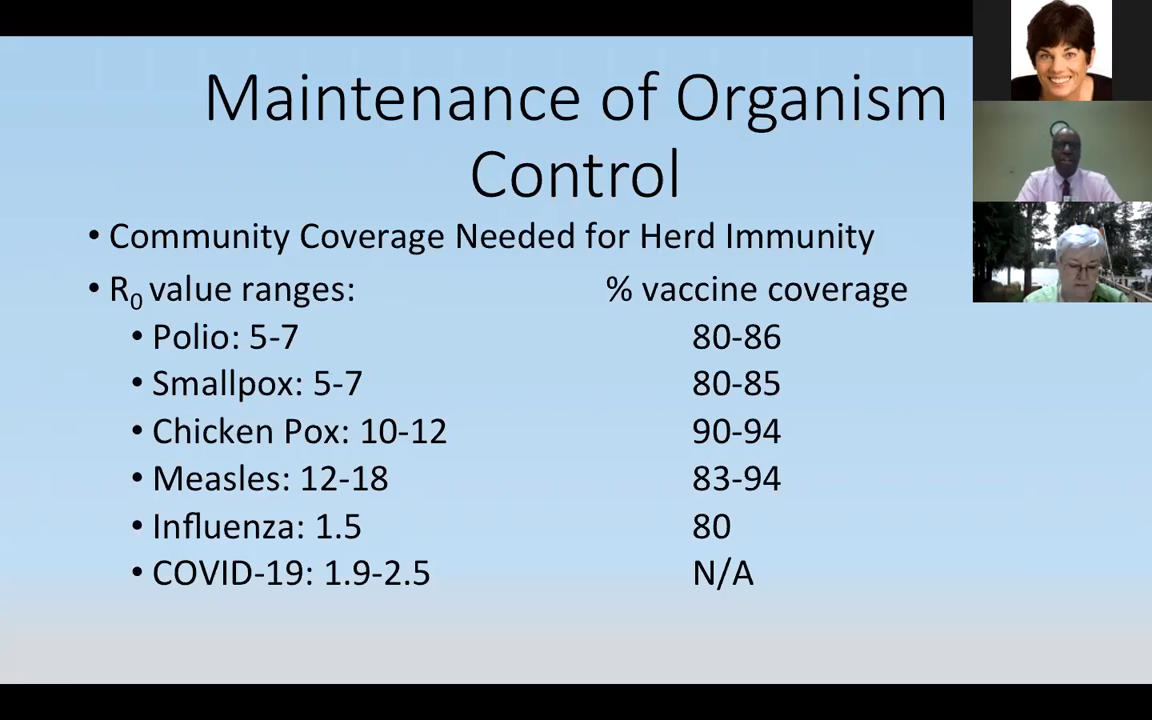 Maintenance of Organism
Control
• Community Coverage Needed for Herd Immunity
• R₀ value ranges: % vaccine coverage
• Polio: 5-7 80-86
• Smallpox: 5-7 80-85
• Chicken Pox: 10-12 90-94
• Measles: 12-18 83-94
• Influenza: 1.5 80
• COVID-19: 1.9-2.5 N/A